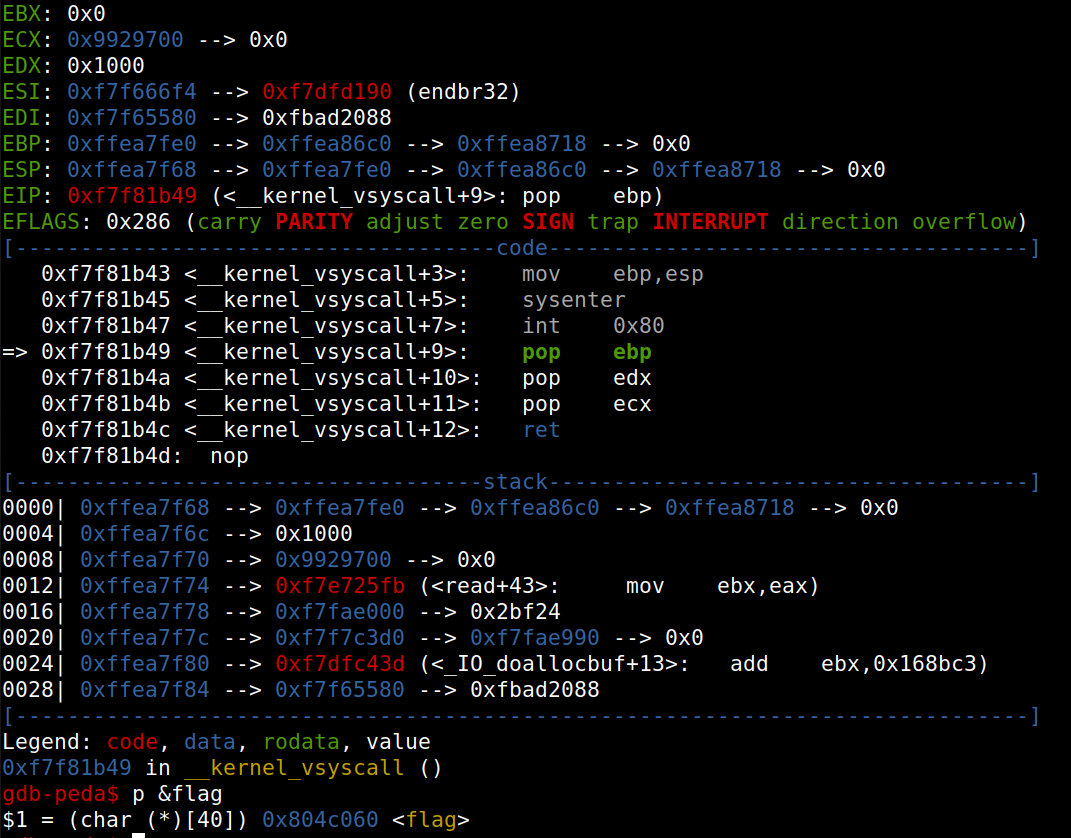 EBX: 0x0
ECX: 0x9929700 --> 0x0
EDX: 0x1000
ESI: 0xf7f666f4 --> 0xf7dfd190 (endbr32)
EDI: 0xf7f65580 --> 0xfbad2088
EBP: 0xffea7fe0 --> 0xffea86c0 --> 0xffea8718 --> 0x0
ESP: 0xffea7f68 --> 0xffea7fe0 --> 0xffea86c0 --> 0xffea8718 --> 0x0
EIP: 0xf7f81b49 (<__kernel_vsyscall+9>: pop    ebp)
EFLAGS: 0x286 (carry PARITY adjust zero SIGN trap INTERRUPT direction overflow)
[-------------------------------------code-------------------------------------]
   0xf7f81b43 <__kernel_vsyscall+3>:    mov    ebp,esp
   0xf7f81b45 <__kernel_vsyscall+5>:    sysenter
   0xf7f81b47 <__kernel_vsyscall+7>:    int    0x80
=> 0xf7f81b49 <__kernel_vsyscall+9>:    pop    ebp
   0xf7f81b4a <__kernel_vsyscall+10>:   pop    edx
   0xf7f81b4b <__kernel_vsyscall+11>:   pop    ecx
   0xf7f81b4c <__kernel_vsyscall+12>:   ret
   0xf7f81b4d:  nop
[------------------------------------stack-------------------------------------]
0000| 0xffea7f68 --> 0xffea7fe0 --> 0xffea86c0 --> 0xffea8718 --> 0x0
0004| 0xffea7f6c --> 0x1000
0008| 0xffea7f70 --> 0x9929700 --> 0x0
0012| 0xffea7f74 --> 0xf7e725fb (<read+43>:     mov    ebx,eax)
0016| 0xffea7f78 --> 0xf7fae000 --> 0x2bf24
0020| 0xffea7f7c --> 0xf7f7c3d0 --> 0xf7fae990 --> 0x0
0024| 0xffea7f80 --> 0xf7dfc43d (<_IO_doallocbuf+13>:   add    ebx,0x168bc3)
0028| 0xffea7f84 --> 0xf7f65580 --> 0xfbad2088
[------------------------------------------------------------------------------]
Legend: code, data, rodata, value
0xf7f81b49 in __kernel_vsyscall ()
gdb-peda$ p &flag
$1 = (char (*)[40]) 0x804c060 <flag>